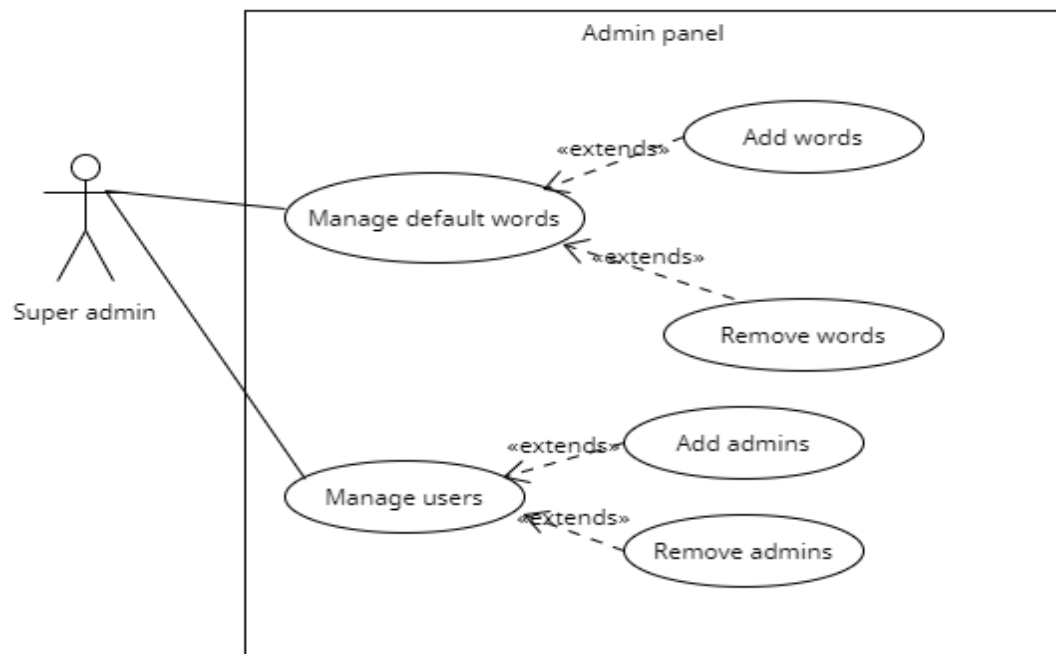 Admin panel
Add words
«extends»
Manage default words
«extends»
Super admin
Remove words
Add admins
«extends»
Manage users
«extends»
Remove admins